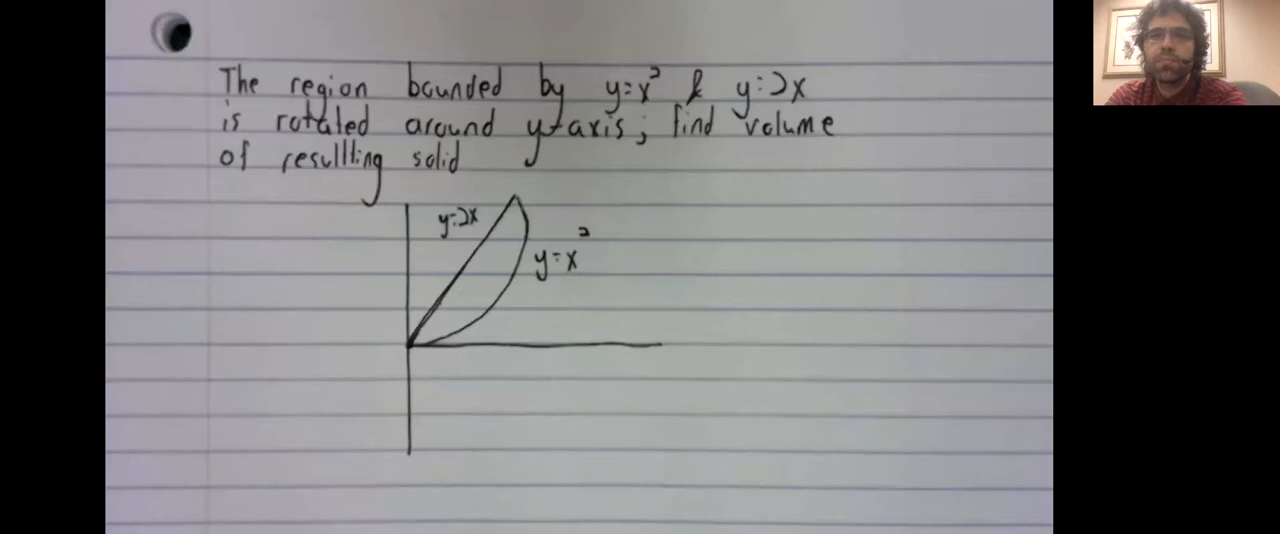 The region bounded by y=x² & y=2x
is rotated around y-axis; find volume
of resullting solid
y=2x
y=x²